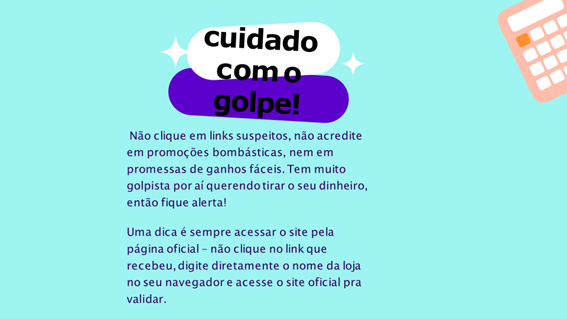 cuidado
com o
golpe!
Não clique em links suspeitos, não acredite
em promoções bombásticas, nem em
promessas de ganhos fáceis. Tem muito
golpista por aí querendo tirar o seu dinheiro,
então fique alerta!
Uma dica é sempre acessar o site pela
página oficial – não clique no link que
recebeu, digite diretamente o nome da loja
no seu navegador e acesse o site oficial pra
validar.